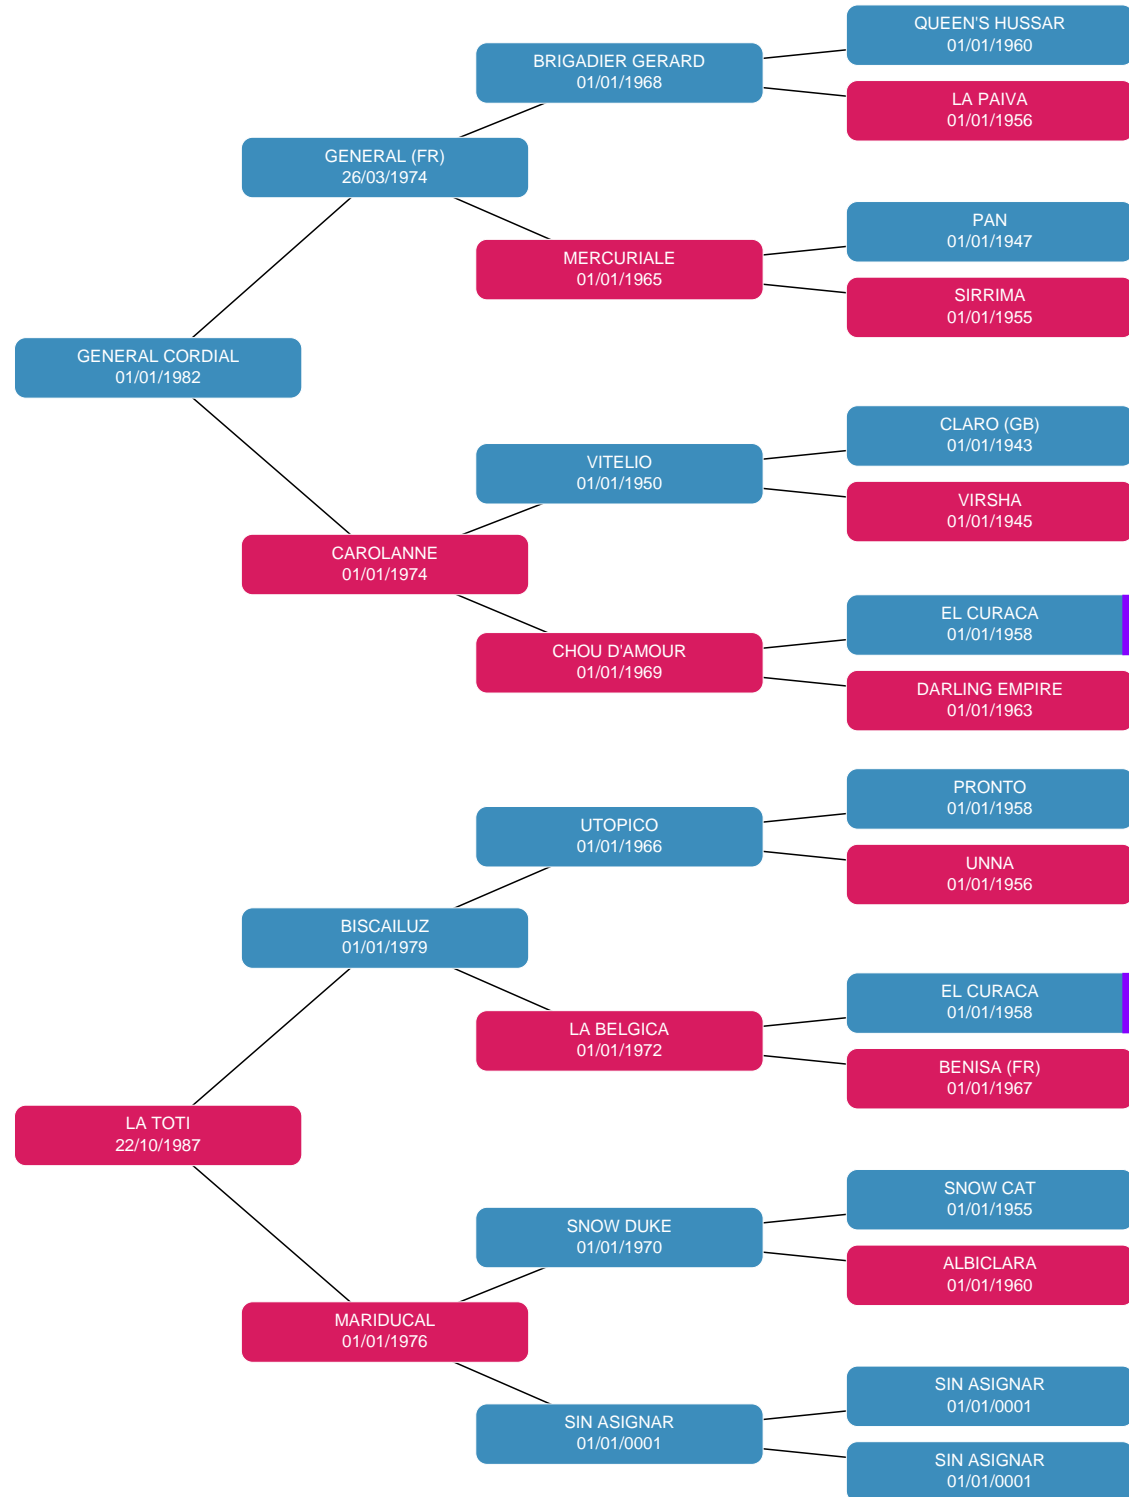 QUEEN'S HUSSAR
01/01/1960
BRIGADIER GERARD
01/01/1968
LA PAIVA
01/01/1956
GENERAL (FR)
26/03/1974
PAN
01/01/1947
MERCURIALE
01/01/1965
SIRRIMA
01/01/1955
GENERAL CORDIAL
01/01/1982
CLARO (GB)
01/01/1943
VITELIO
01/01/1950
VIRSHA
01/01/1945
CAROLANNE
01/01/1974
EL CURACA
01/01/1958
CHOU D'AMOUR
01/01/1969
DARLING EMPIRE
01/01/1963
PRONTO
01/01/1958
UTOPICO
01/01/1966
UNNA
01/01/1956
BISCAILUZ
01/01/1979
EL CURACA
01/01/1958
LA BELGICA
01/01/1972
BENISA (FR)
01/01/1967
LA TOTI
22/10/1987
SNOW CAT
01/01/1955
SNOW DUKE
01/01/1970
ALBICLARA
01/01/1960
MARIDUCAL
01/01/1976
SIN ASIGNAR
01/01/0001
SIN ASIGNAR
01/01/0001
SIN ASIGNAR
01/01/0001